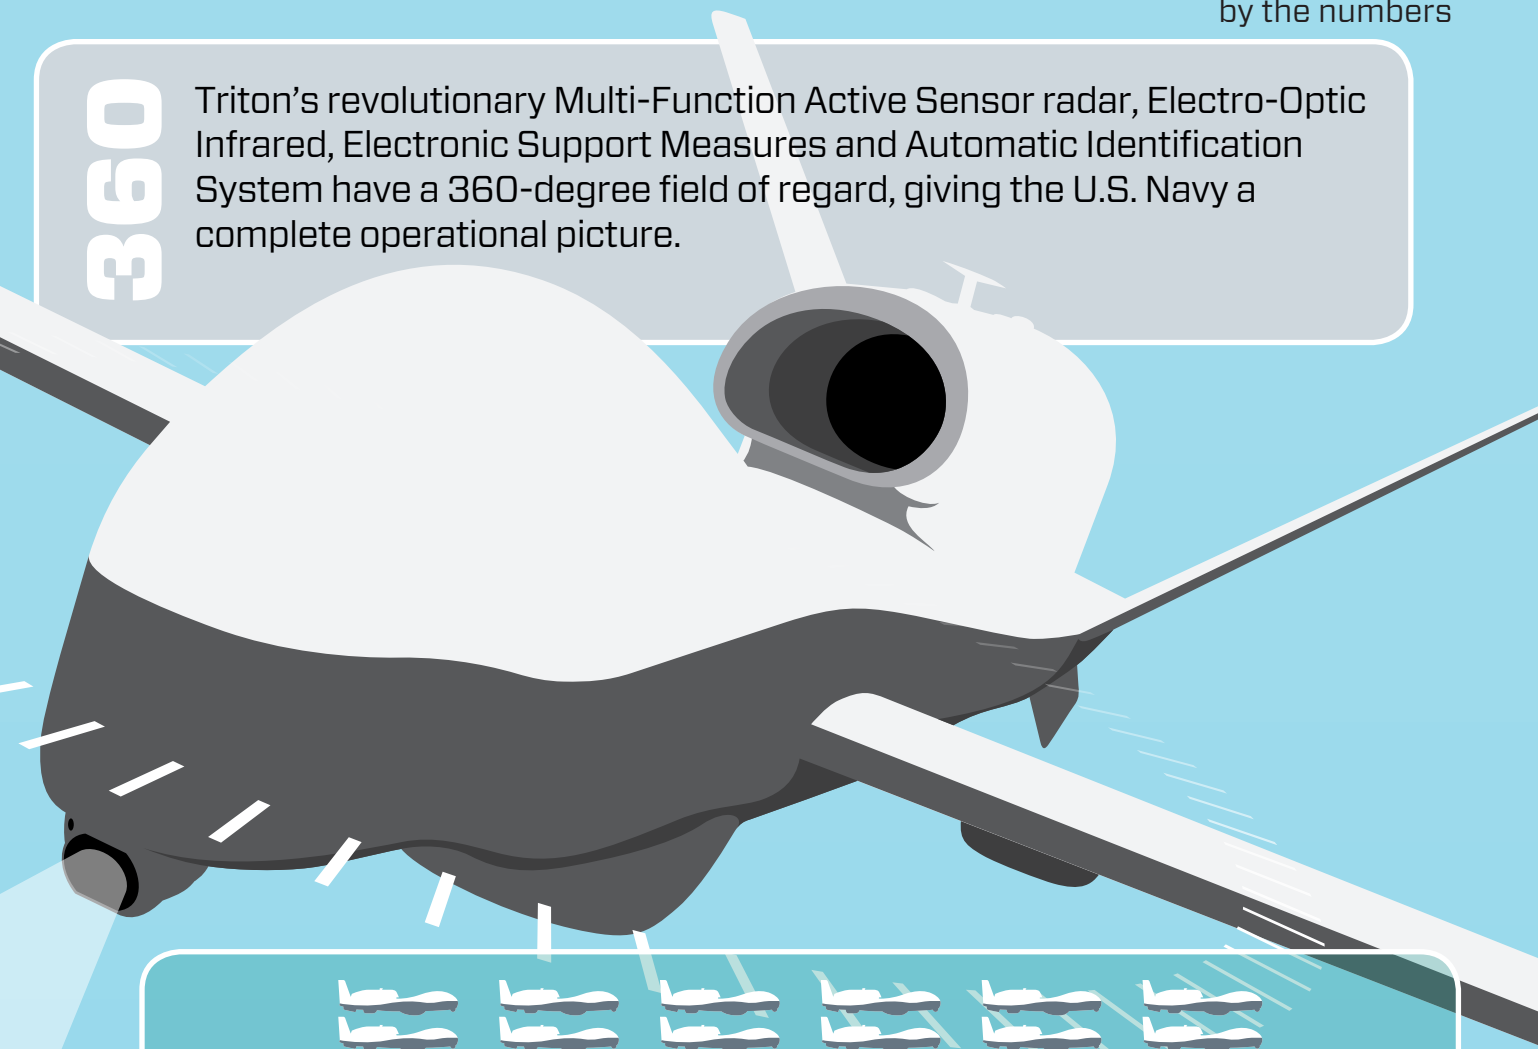 by the numbers
360
Triton’s revolutionary Multi-Function Active Sensor radar, Electro-Optic
Infrared, Electronic Support Measures and Automatic Identification
System have a 360-degree field of regard, giving the U.S. Navy a
complete operational picture.